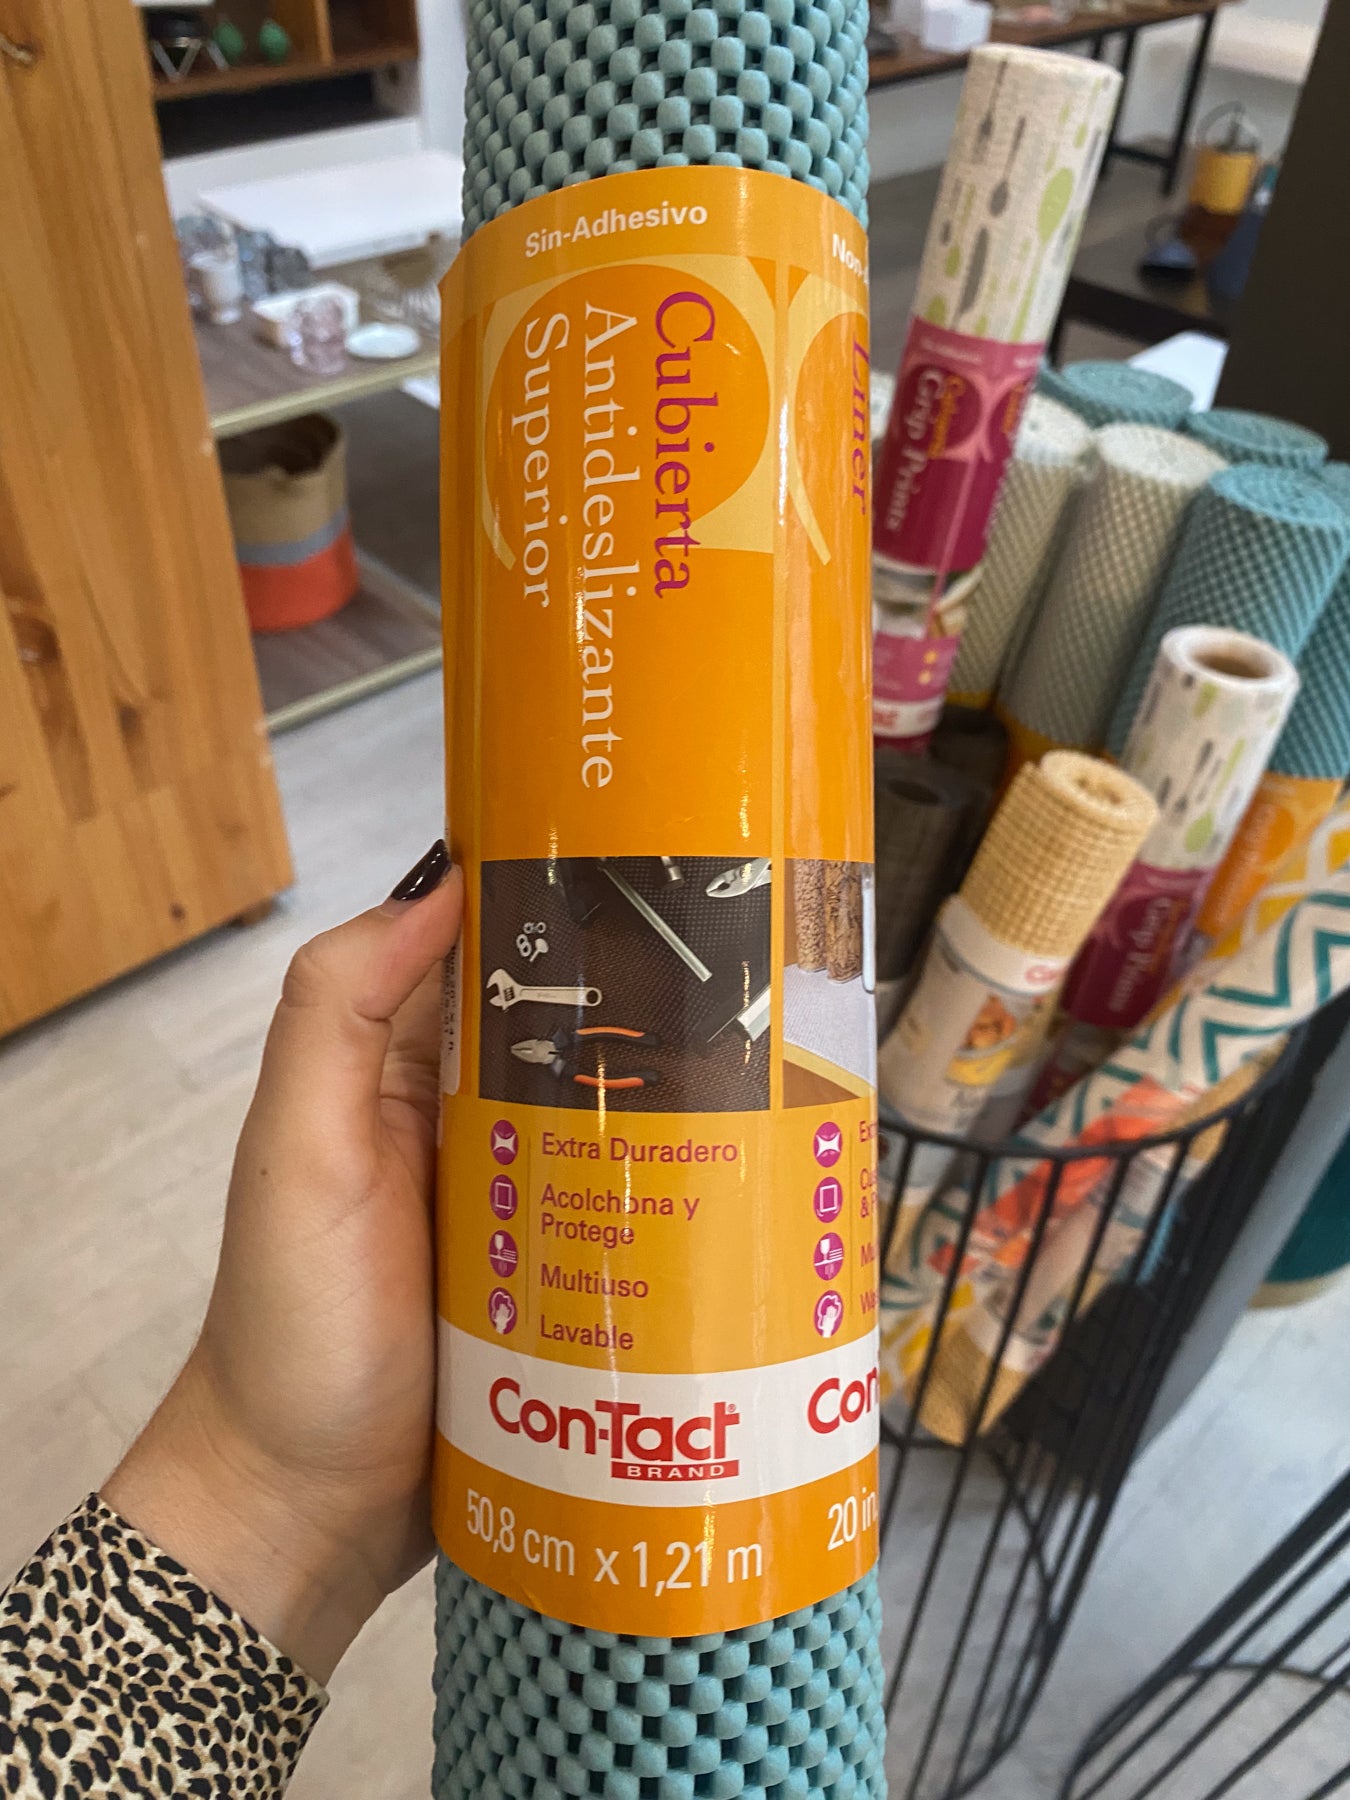 Sin-Adhesivo
Cubierta
Antideslizante
Superior
Extra Duradero
Acolchona y
Protege
Multiuso
Lavable
Con-Tact®
BRAND
50,8 cm x 1,21 m
Liner
20 in.
Grip Prints